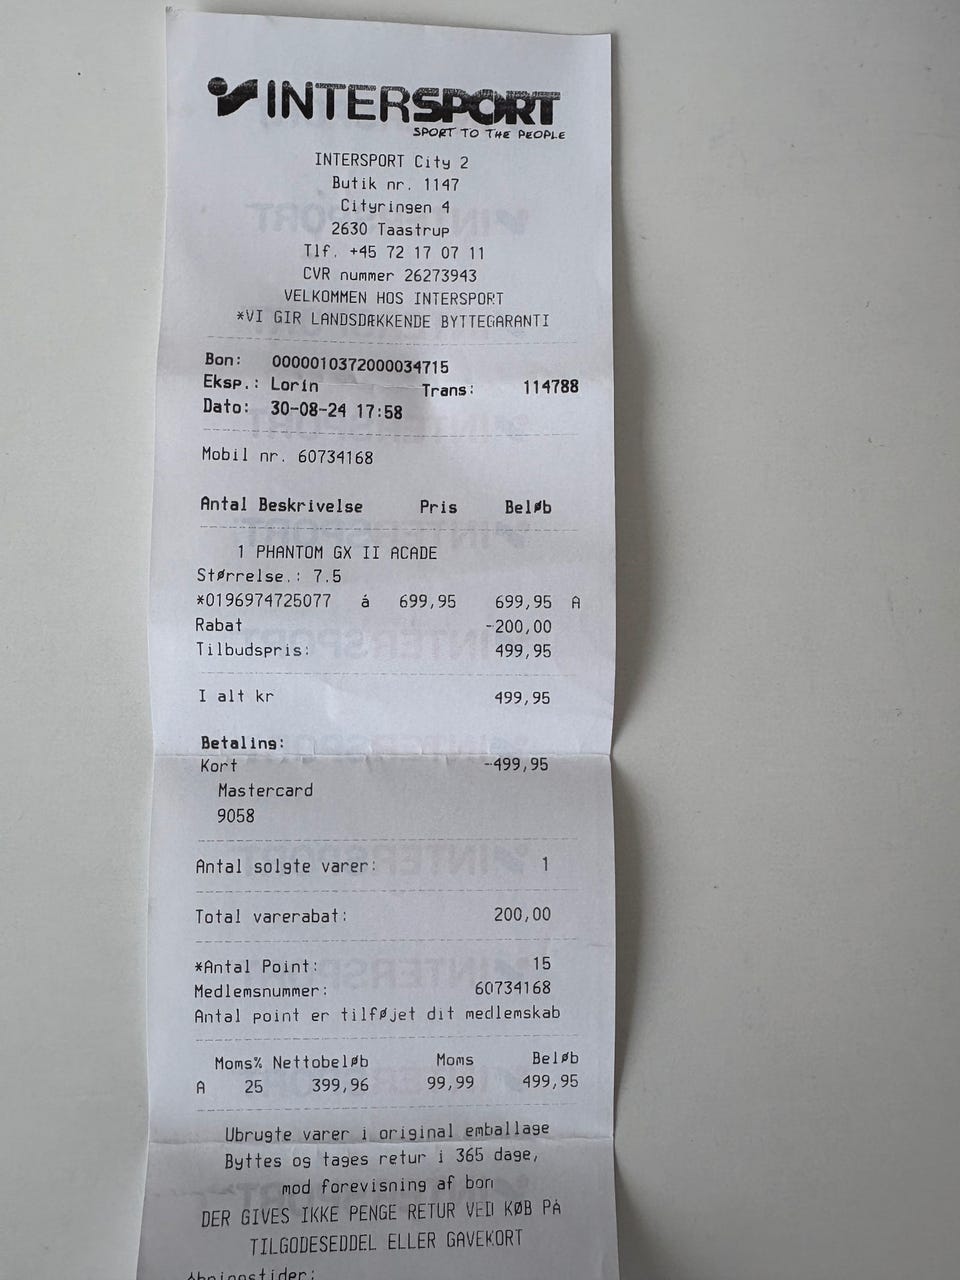 INTERSPORT
SPORT TO THE PEOPLE
INTERSPORT City 2
Butik nr. 1147
Cityringen 4
2630 Taastrup
Tlf. +45 72 17 07 11
CVR nummer 26273943
VELKOMMEN HOS INTERSPORT
*VI GIR LANDSDÆKKENDE BYTTEGARANTI
Bon: 0000010372000034715
Eksp.: Lorin Trans: 114788
Dato: 30-08-24 17:58
Mobil nr. 60734168
Antal Beskrivelse Pris Beløb
1 PHANTOM GX II ACADE
Størrelse.: 7.5
*0196974725077 á 699,95 699,95 A
Rabat -200,00
Tilbudspris: 499,95
I alt kr 499,95
Betaling:
Kort -499,95
Mastercard
9058
Antal solgte varer: 1
Total varerabat: 200,00
*Antal Point: 15
Medlemsnummer: 60734168
Antal point er tilføjet dit medlemskab
Moms% Nettobeløb Moms Beløb
A 25 399,96 99,99 499,95
Ubrugte varer i original emballage
Byttes og tages retur i 365 dage,
mod forevisning af bon
DER GIVES IKKE PENGE RETUR VED KØB PÅ
TILGODESEDDEL ELLER GAVEKORT
Åbningstider: